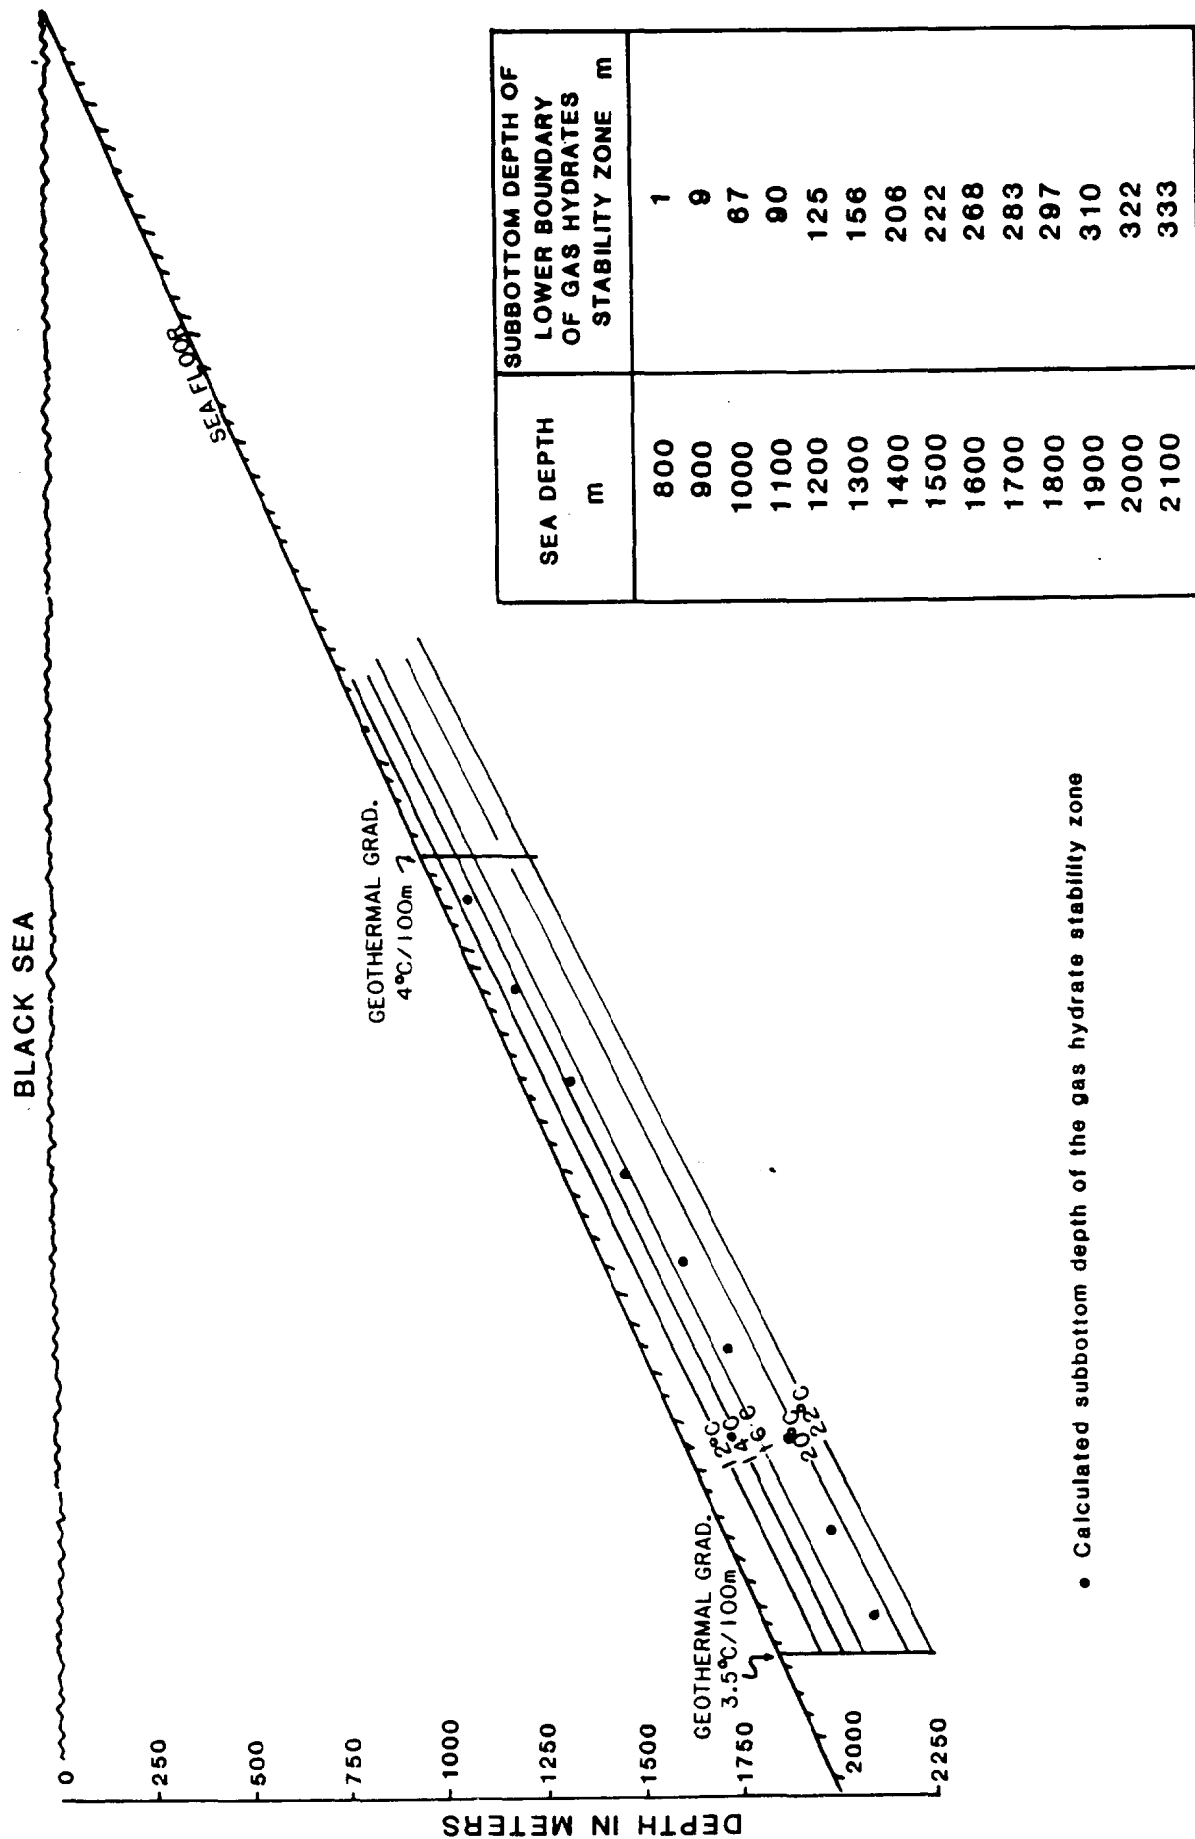 BLACK SEA
SEA FLOOR
GEOTHERMAL GRAD.
4°C/100m
GEOTHERMAL GRAD.
3.5°C/100m
DEPTH IN METERS
0
250
500
750
1000
1250
1500
1750
2000
2250
20°C
22°C
SEA DEPTH m SUBBOTTOM DEPTH OF LOWER BOUNDARY OF GAS HYDRATES STABILITY ZONE m
800 1
900 9
1000 67
1100 90
1200 125
1300 156
1400 206
1500 222
1600 268
1700 283
1800 297
1900 310
2000 322
2100 333
• Calculated subbottom depth of the gas hydrate stability zone